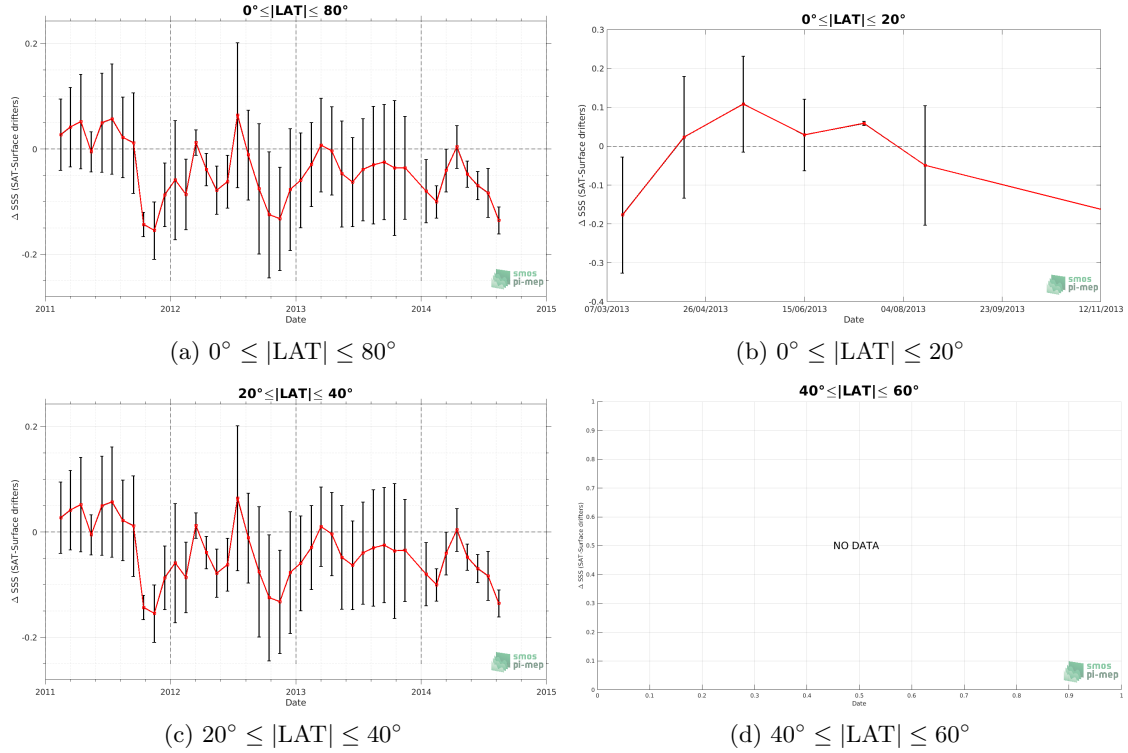 0°≤|LAT|≤ 80°
Δ SSS (SAT-Surface drifters)
0.2
0
-0.2
2011 2012 2013 2014 2015
Date
smos
pi-mep
(a) 0° ≤ |LAT| ≤ 80°
0°≤|LAT|≤ 20°
Δ SSS (SAT-Surface drifters)
0.3
0.2
0.1
0
-0.1
-0.2
-0.3
-0.4
07/03/2013 26/04/2013 15/06/2013 04/08/2013 23/09/2013 12/11/2013
Date
smos
pi-mep
(b) 0° ≤ |LAT| ≤ 20°
20°≤|LAT|≤ 40°
Δ SSS (SAT-Surface drifters)
0.2
0
-0.2
2011 2012 2013 2014 2015
Date
smos
pi-mep
(c) 20° ≤ |LAT| ≤ 40°
40°≤|LAT|≤ 60°
Δ SSS (SAT-Surface drifters)
1
0.9
0.8
0.7
0.6
0.5
0.4
0.3
0.2
0.1
0
NO DATA
0 0.1 0.2 0.3 0.4 0.5 0.6 0.7 0.8 0.9 1
Date
smos
pi-mep
(d) 40° ≤ |LAT| ≤ 60°